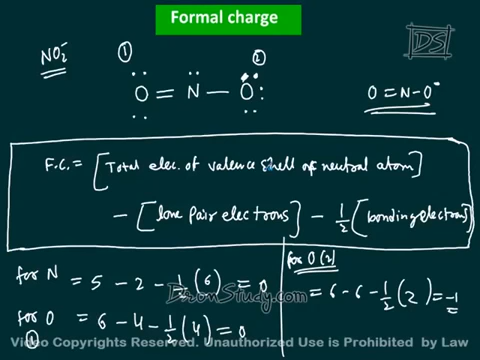 Formal charge
NO₂⁻ ① ② DS
O = N — O: O = N - O⁻
F.C. = [Total elec. of valence shell of neutral atom]
- [lone pair electrons] - 1/2 [bonding electrons]
for N = 5 - 2 - 1/2 (6) = 0
for O ① = 6 - 4 - 1/2 (4) = 0
for O (2)
= 6 - 6 - 1/2 (2) = -1
DronStudy.com
Video Copyrights Reserved. Unauthorized Use is Prohibited by Law